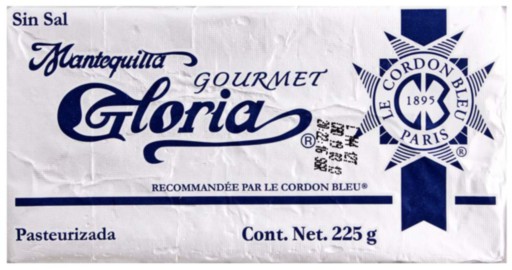 Sin Sal
Mantequilla
GOURMET
Gloria®
LE CORDON BLEU
1895
PARIS
®
RECOMMANDÉE PAR LE CORDON BLEU®
Pasteurizada
Cont. Net. 225 g